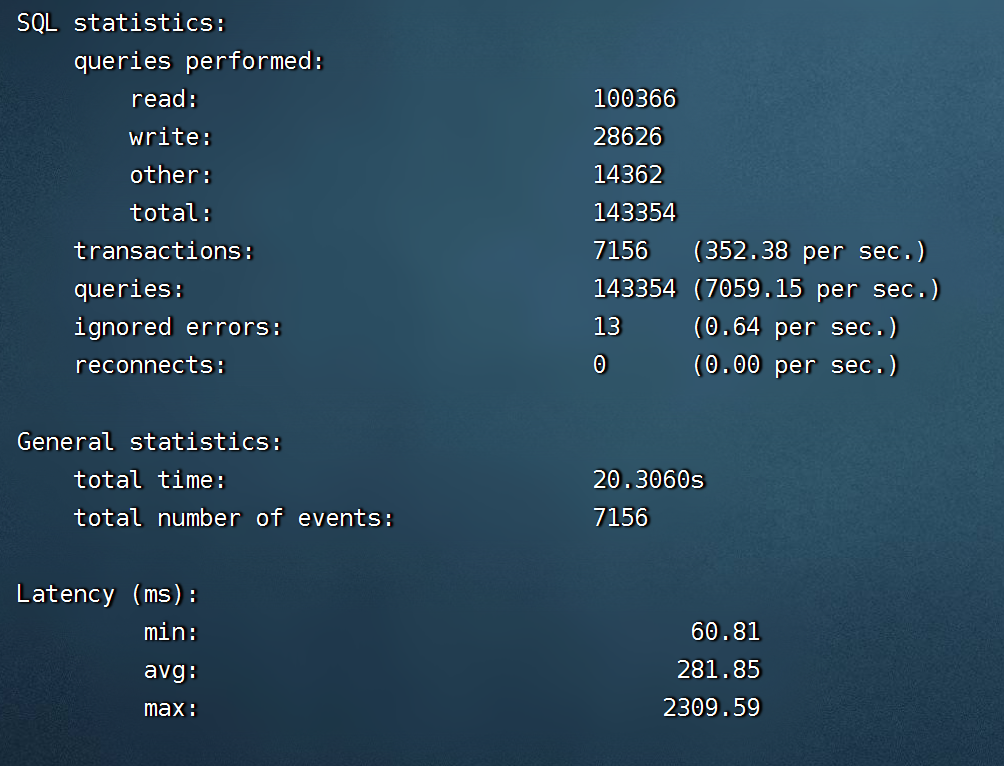 SQL statistics:
    queries performed:
        read:                            100366
        write:                           28626
        other:                           14362
        total:                           143354
    transactions:                        7156   (352.38 per sec.)
    queries:                             143354 (7059.15 per sec.)
    ignored errors:                      13     (0.64 per sec.)
    reconnects:                          0      (0.00 per sec.)

General statistics:
    total time:                          20.3060s
    total number of events:              7156

Latency (ms):
         min:                                   60.81
         avg:                                  281.85
         max:                                 2309.59